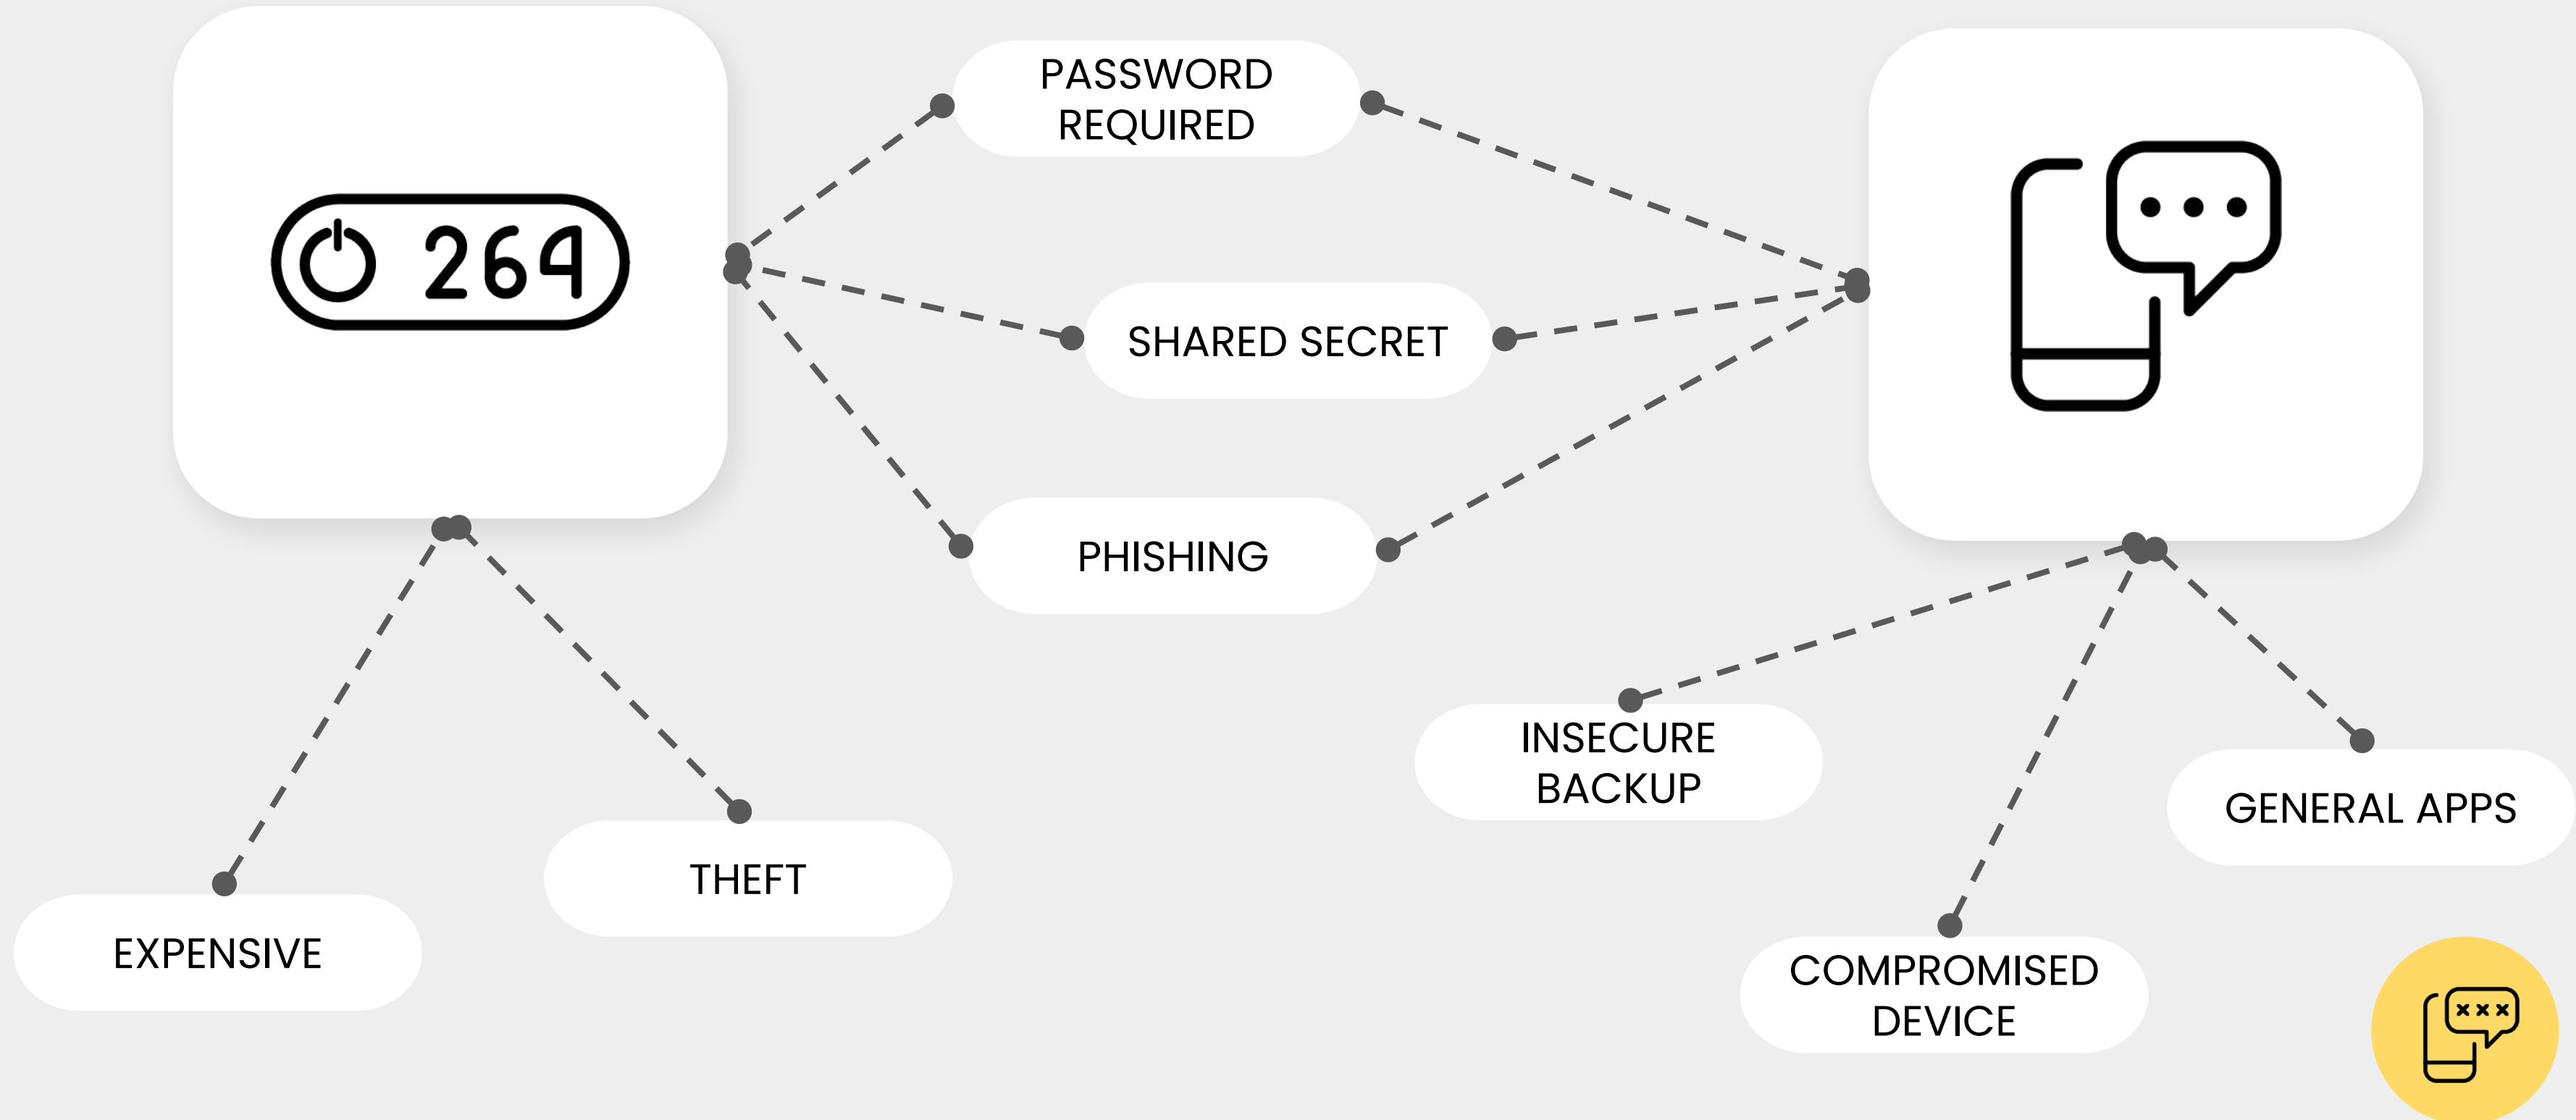 264
PASSWORD
REQUIRED
SHARED SECRET
PHISHING
INSECURE
BACKUP
GENERAL APPS
THEFT
EXPENSIVE
COMPROMISED
DEVICE